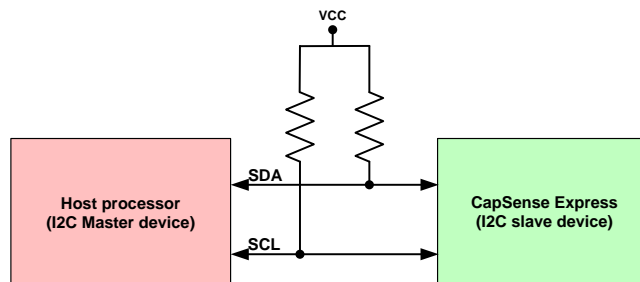 VCC
SDA
Host processor
(I2C Master device)
CapSense Express
(I2C slave device)
SCL